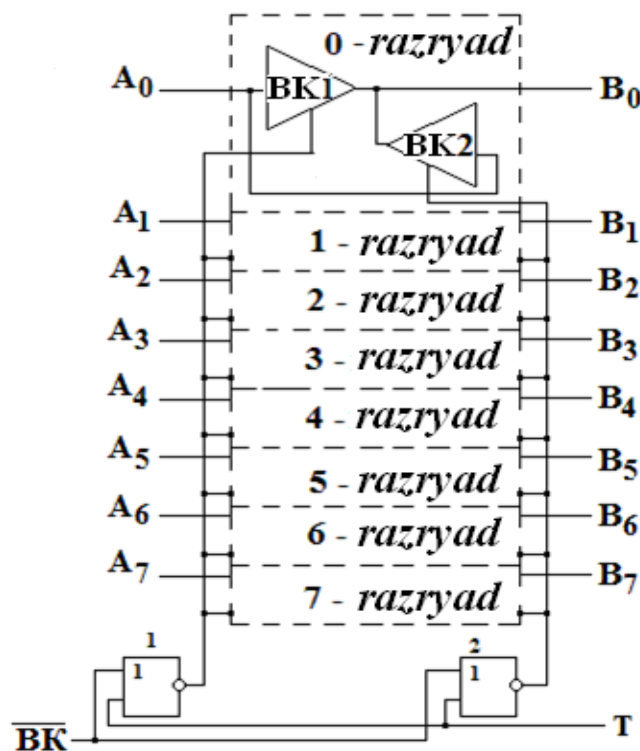 0 - razryad
A0 BK1 B0
BK2
A1 B1
1 - razryad
A2 B2
2 - razryad
A3 B3
3 - razryad
A4 B4
4 - razryad
A5 B5
5 - razryad
A6 B6
6 - razryad
A7 B7
7 - razryad
1 2
1 1
BK T